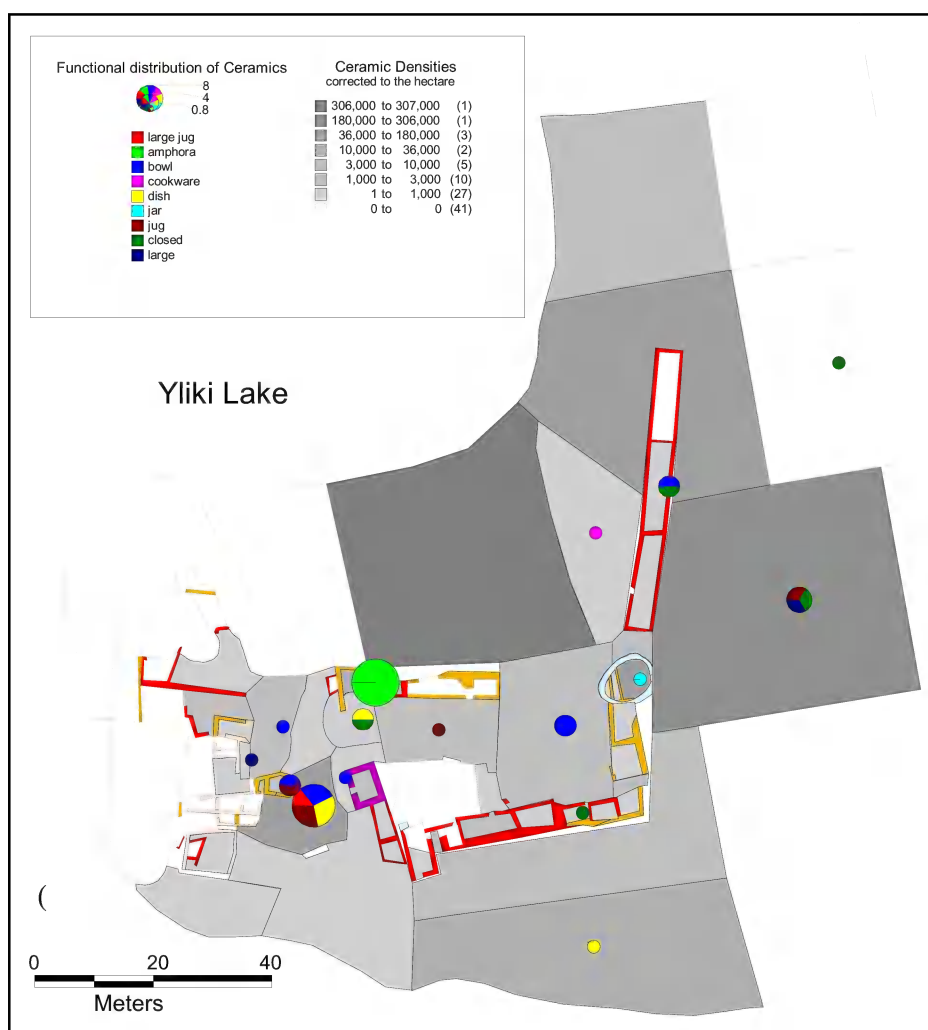 Functional distribution of Ceramics
8
4
0.8
large jug
amphora
bowl
cookware
dish
jar
jug
closed
large
Ceramic Densities
corrected to the hectare
306,000 to 307,000 (1)
180,000 to 306,000 (1)
36,000 to 180,000 (3)
10,000 to 36,000 (2)
3,000 to 10,000 (5)
1,000 to 3,000 (10)
1 to 1,000 (27)
0 to 0 (41)
Yliki Lake
(
0 20 40
Meters